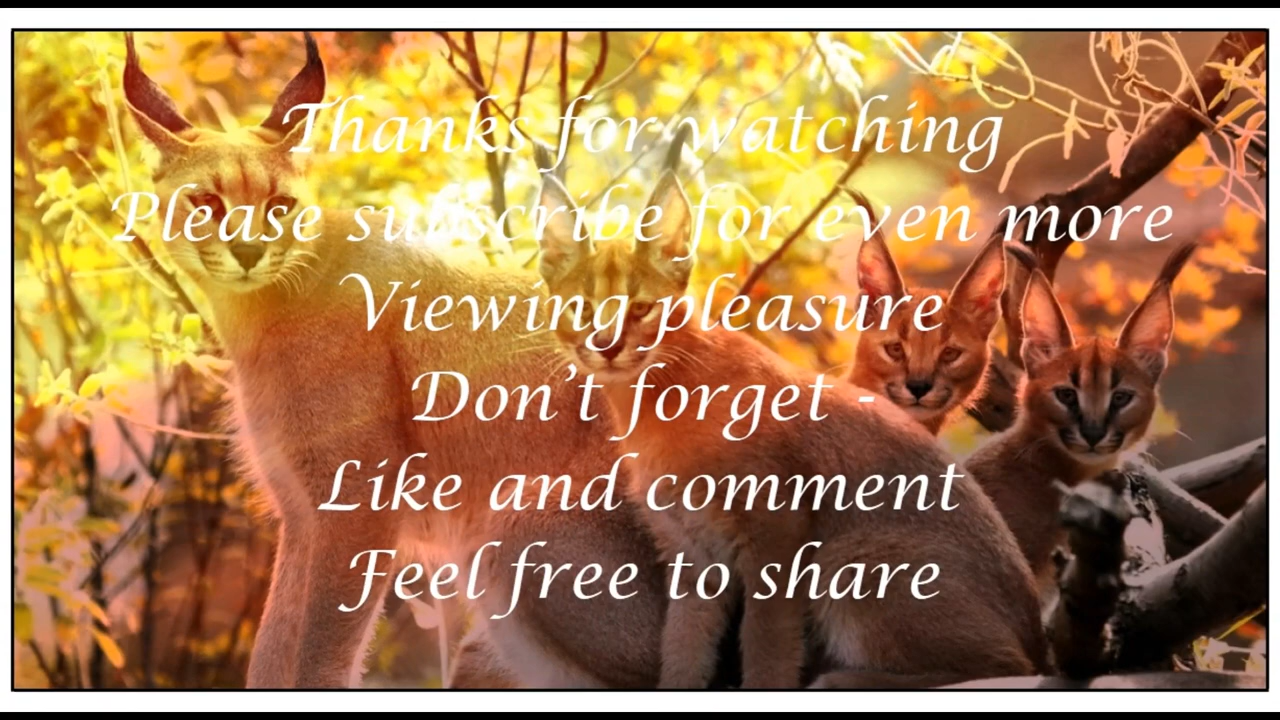 Thanks for watching
Please subscribe for even more
Viewing pleasure
Don't forget -
Like and comment
Feel free to share